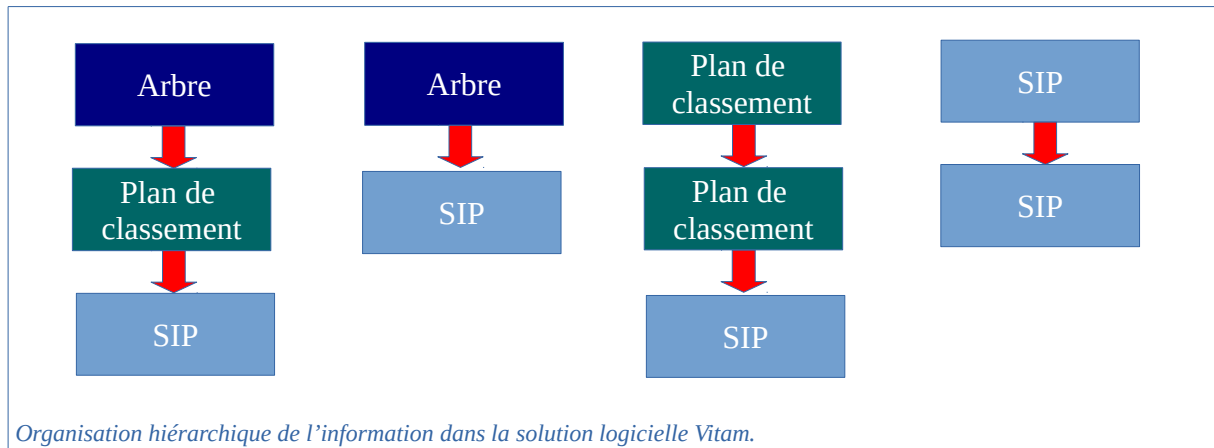 Arbre
Plan de
classement
SIP
Arbre
SIP
Plan de
classement
Plan de
classement
SIP
SIP
SIP
Organisation hiérarchique de l’information dans la solution logicielle Vitam.